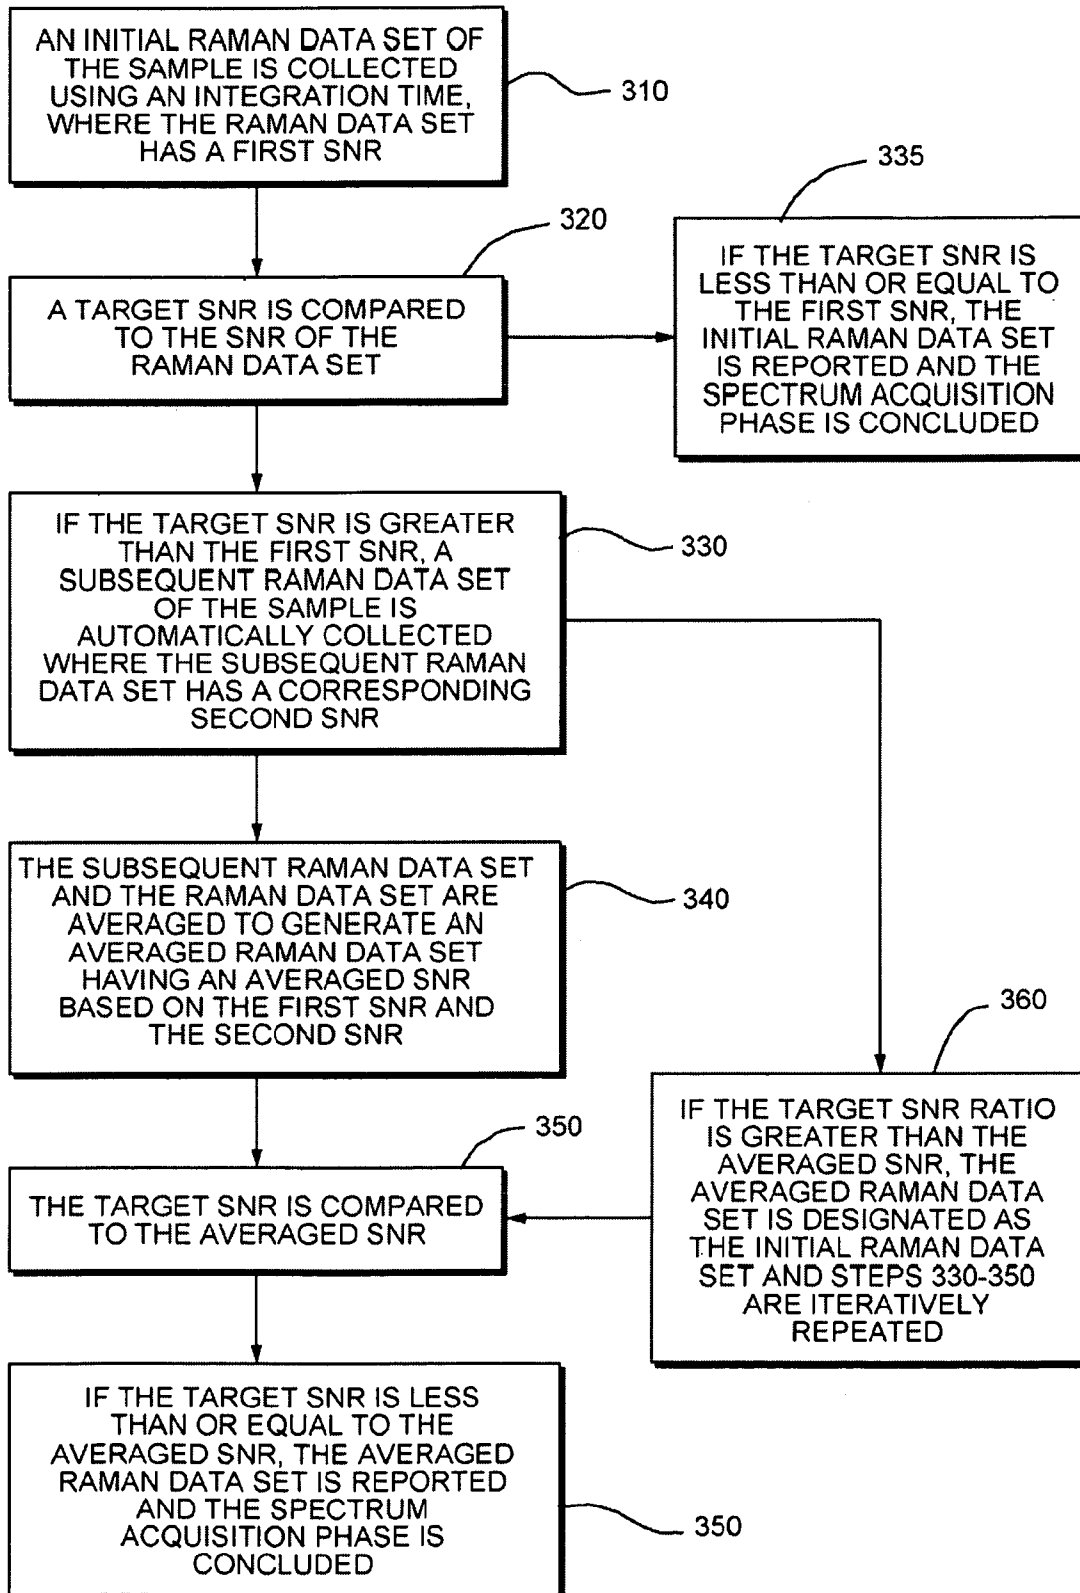 AN INITIAL RAMAN DATA SET OF
THE SAMPLE IS COLLECTED
USING AN INTEGRATION TIME,
WHERE THE RAMAN DATA SET
HAS A FIRST SNR
310
335
320
IF THE TARGET SNR IS
LESS THAN OR EQUAL TO
THE FIRST SNR, THE
INITIAL RAMAN DATA SET
IS REPORTED AND THE
SPECTRUM ACQUISITION
PHASE IS CONCLUDED
A TARGET SNR IS COMPARED
TO THE SNR OF THE
RAMAN DATA SET
IF THE TARGET SNR IS GREATER
THAN THE FIRST SNR, A
SUBSEQUENT RAMAN DATA SET
OF THE SAMPLE IS
AUTOMATICALLY COLLECTED
WHERE THE SUBSEQUENT RAMAN
DATA SET HAS A CORRESPONDING
SECOND SNR
330
THE SUBSEQUENT RAMAN DATA SET
AND THE RAMAN DATA SET ARE
AVERAGED TO GENERATE AN
AVERAGED RAMAN DATA SET
HAVING AN AVERAGED SNR
BASED ON THE FIRST SNR AND
THE SECOND SNR
340
360
IF THE TARGET SNR RATIO
IS GREATER THAN THE
AVERAGED SNR, THE
AVERAGED RAMAN DATA
SET IS DESIGNATED AS
THE INITIAL RAMAN DATA
SET AND STEPS 330-350
ARE ITERATIVELY
REPEATED
350
THE TARGET SNR IS COMPARED
TO THE AVERAGED SNR
IF THE TARGET SNR IS LESS
THAN OR EQUAL TO THE
AVERAGED SNR, THE AVERAGED
RAMAN DATA SET IS REPORTED
AND THE SPECTRUM
ACQUISITION PHASE IS
CONCLUDED
350